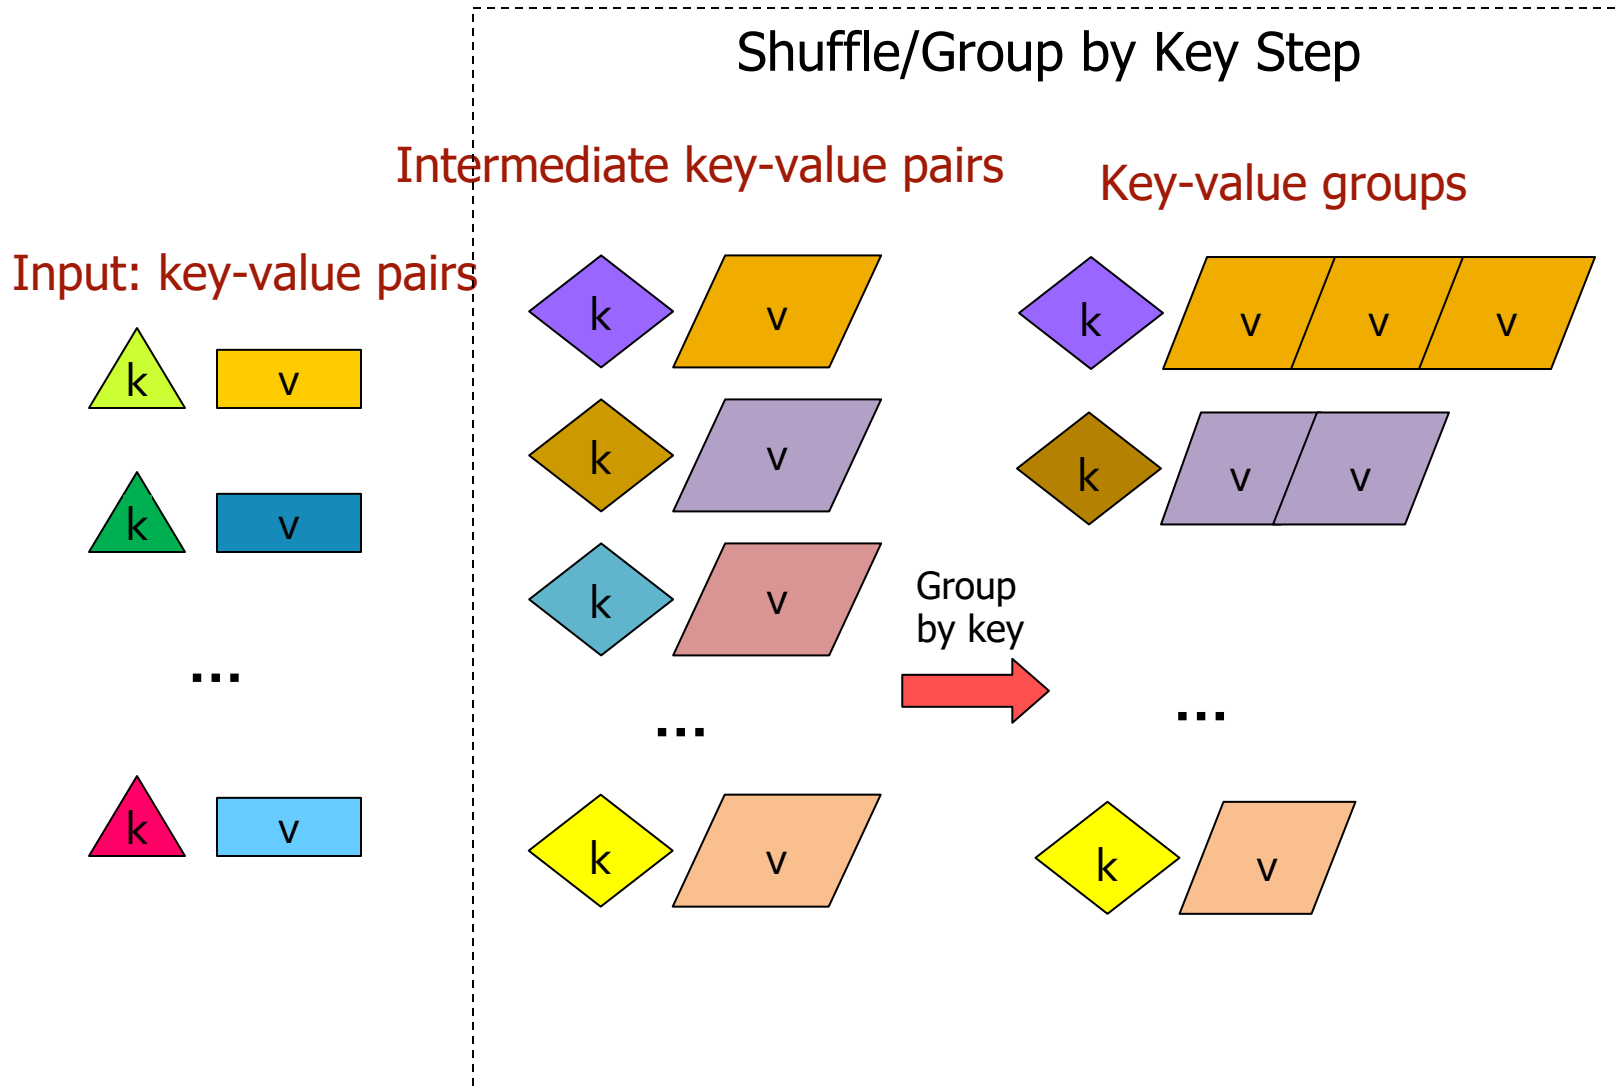 Shuffle/Group by Key Step
Intermediate key-value pairs
Key-value groups
Input: key-value pairs
k v
k v v v
k v
k v
k v v
k v
k v
Group
by key
...
...
...
k v
k v
k v